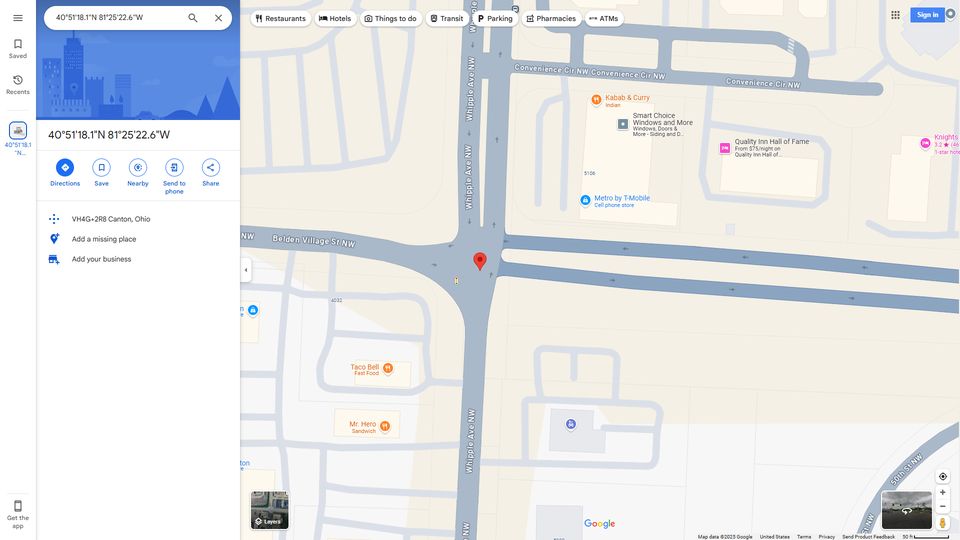 40°51'18.1"N 81°25'22.6"W
Restaurants
Hotels
Things to do
Transit
Parking
Pharmacies
ATMs
Sign in
Saved
Recents
40°51'18.1
"N...
40°51'18.1"N 81°25'22.6"W
Directions
Save
Nearby
Send to
phone
Share
VH4G+2R8 Canton, Ohio
Add a missing place
Add your business
Get the
app
Whipple Ave NW
Whipple Ave NW
Whipple Ave NW
Convenience Cir NW
Convenience Cir NW
Convenience Cir NW
Kabab & Curry
Indian
Smart Choice
Windows and More
Windows, Doors &
More - Siding and D...
Quality Inn Hall of Fame
From $75/night on
Quality Inn Hall of...
Knights
3.2 ★ (46
1-star hote
5106
Metro by T-Mobile
Cell phone store
NW
Belden Village St NW
4032
Taco Bell
Fast Food
Mr. Hero
Sandwich
Whipple Ave NW
50th St NW
Layers
Google
Map data ©2025 Google
United States
Terms
Privacy
Send Product Feedback
50 ft